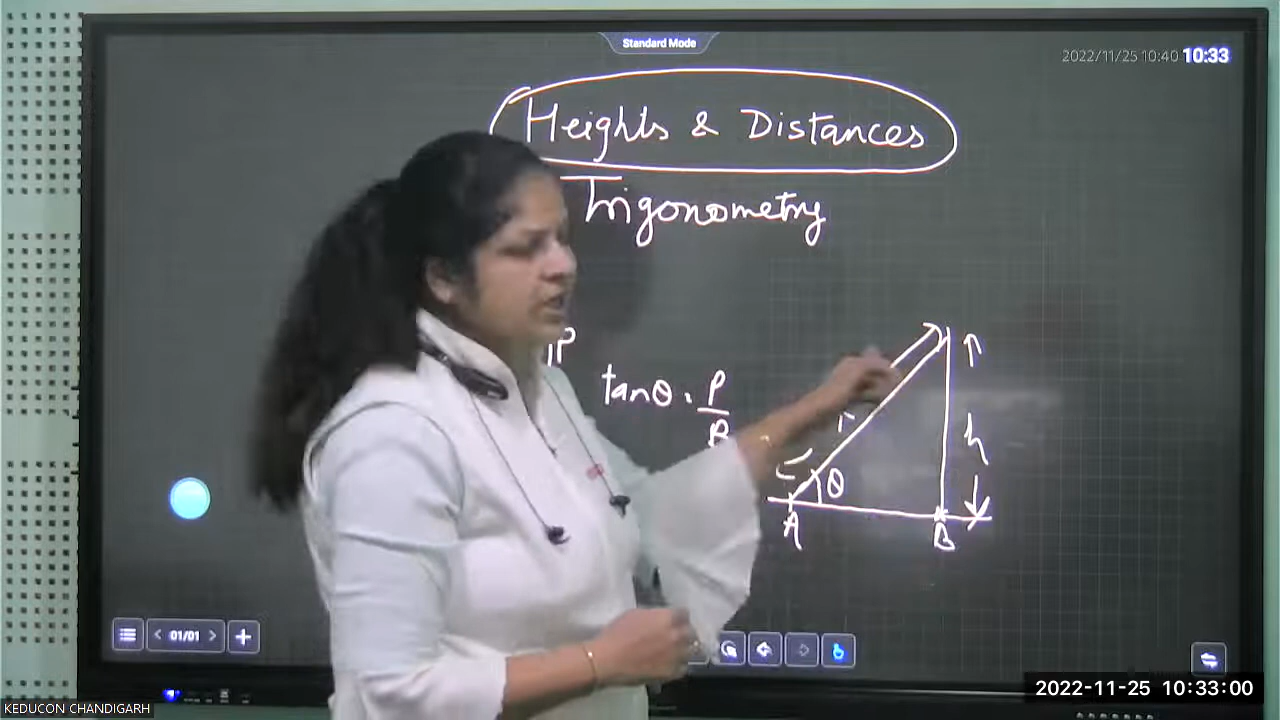 Standard Mode
2022/11/25 10:40 10:33
Heights & Distances
Trigonometry
tanθ = P/B
r
h
θ
A
B
01/01
2022-11-25 10:33:00
KEDUCON CHANDIGARH